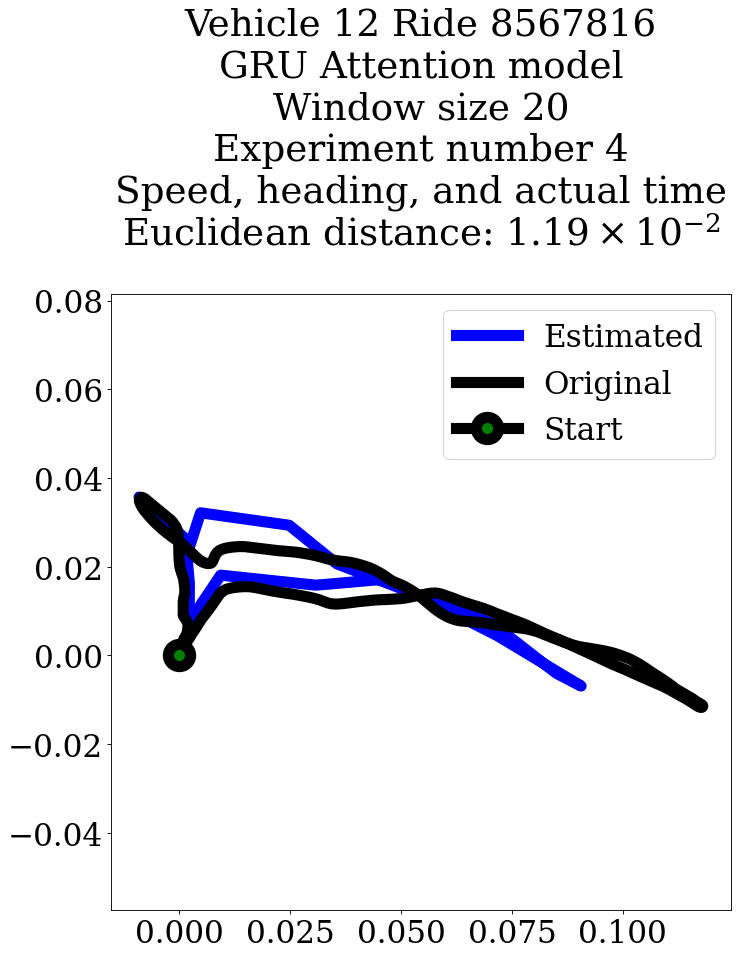 Vehicle 12 Ride 8567816
GRU Attention model
Window size 20
Experiment number 4
Speed, heading, and actual time
Euclidean distance: 1.19 × 10⁻²
Estimated
Original
Start
0.08
0.06
0.04
0.02
0.00
−0.02
−0.04
0.000 0.025 0.050 0.075 0.100